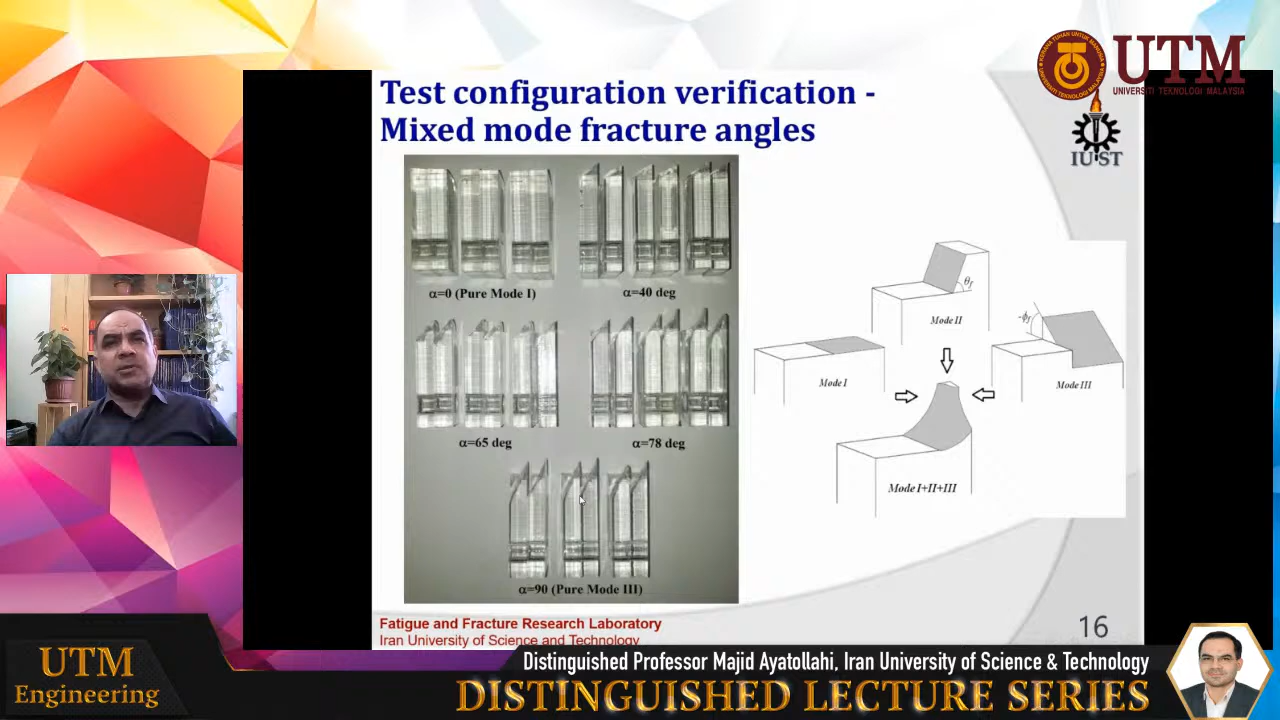 UTM
UNIVERSITI TEKNOLOGI MALAYSIA
IUST
Test configuration verification -
Mixed mode fracture angles
α=0 (Pure Mode I)
α=40 deg
α=65 deg
α=78 deg
α=90 (Pure Mode III)
θf
Mode II
-ϕf
Mode I
Mode III
Mode I+II+III
Fatigue and Fracture Research Laboratory
Iran University of Science and Technology
16
UTM
Engineering
Distinguished Professor Majid Ayatollahi, Iran University of Science & Technology
DISTINGUISHED LECTURE SERIES